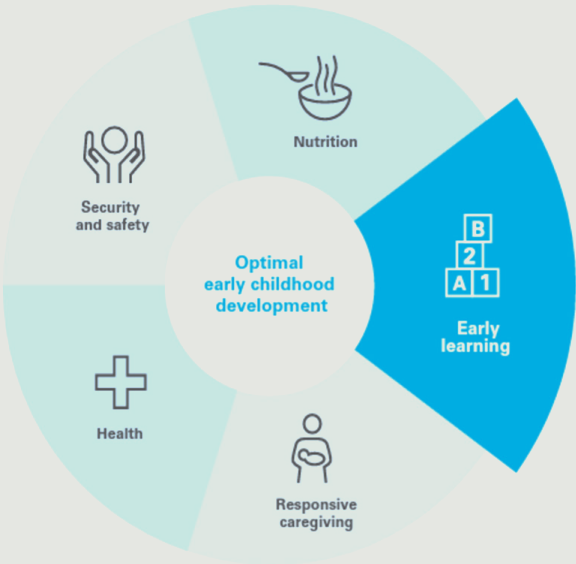 Nutrition
Security
and safety
B
2
A 1
Early
learning
Optimal
early childhood
development
Health
Responsive
caregiving